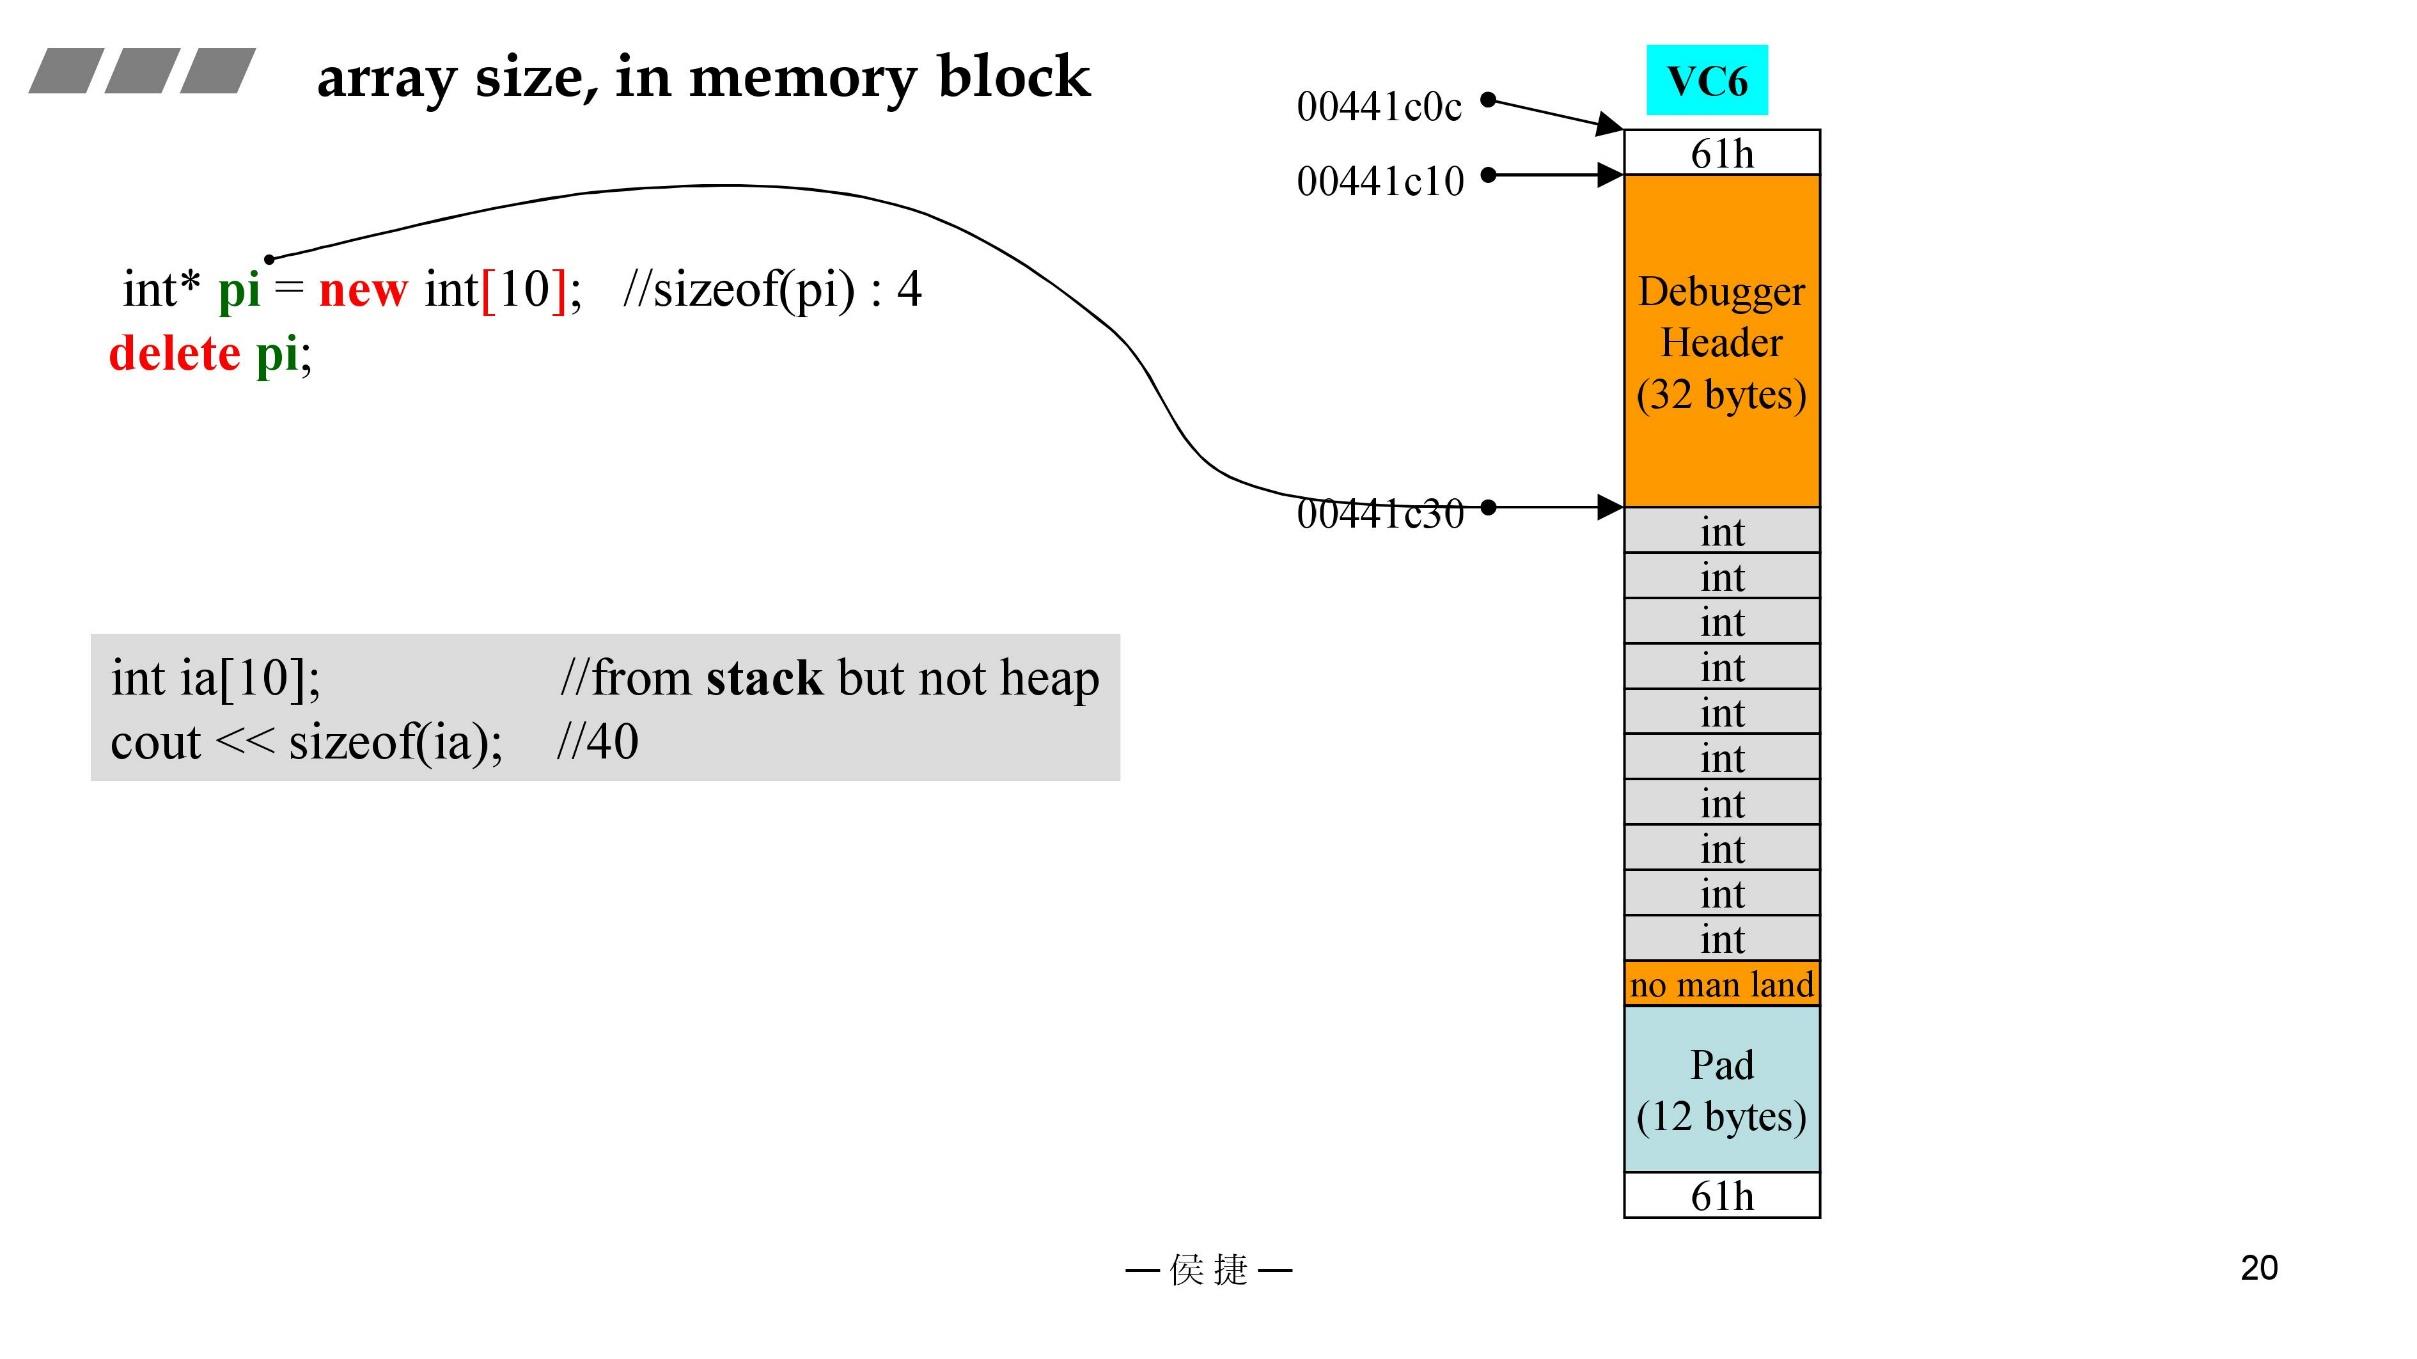 array size, in memory block
int* pi = new int[10];   //sizeof(pi) : 4
delete pi;
int ia[10];   //from stack but not heap
cout << sizeof(ia);   //40
VC6
00441c0c
61h
00441c10
Debugger
Header
(32 bytes)
00441c30
int
int
int
int
int
int
int
int
int
int
no man land
Pad
(12 bytes)
61h
—侯捷—
20